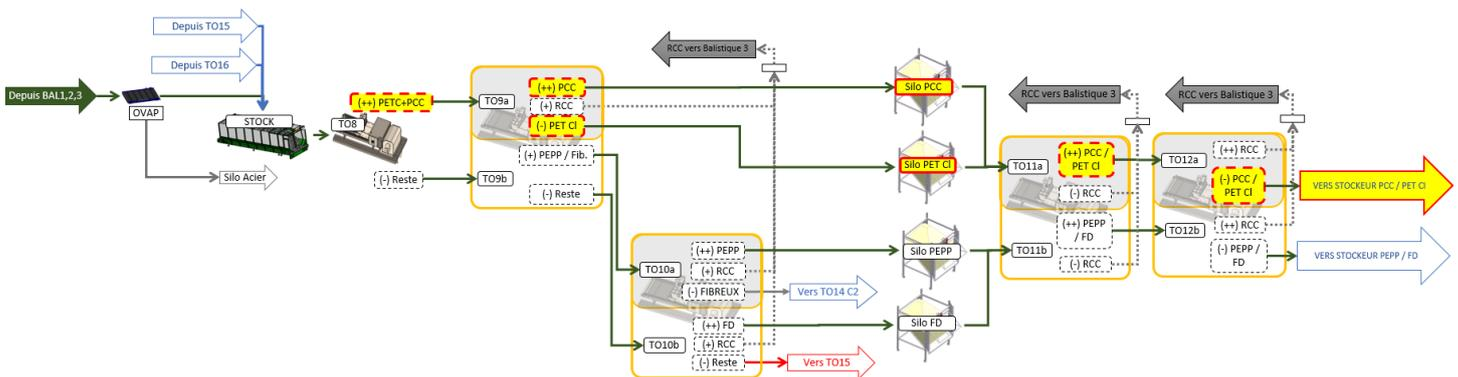 Depuis TO15
Depuis TO16
Depuis BAL1,2,3
OVAP
STOCK
Silo Acier
TO8
(++) PETC+PCC
(-) Reste
TO9a
(++) PCC
(+) RCC
(-) PET Cl
(+) PEPP / Fib.
TO9b
(-) Reste
RCC vers Balistique 3
TO10a
(++) PEPP
(+) RCC
(-) FIBREUX
Vers TO14 C2
(++) FD
TO10b
(+) RCC
(-) Reste
Vers TO15
Silo PCC
Silo PET Cl
Silo PEPP
Silo FD
RCC vers Balistique 3
TO11a
(++) PCC /
PET Cl
(-) RCC
(++) PEPP
/ FD
TO11b
(-) RCC
RCC vers Balistique 3
TO12a
(++) RCC
(-) PCC /
PET Cl
TO12b
(++) RCC
(-) PEPP /
FD
VERS STOCKEUR PCC / PET Cl
VERS STOCKEUR PEPP / FD